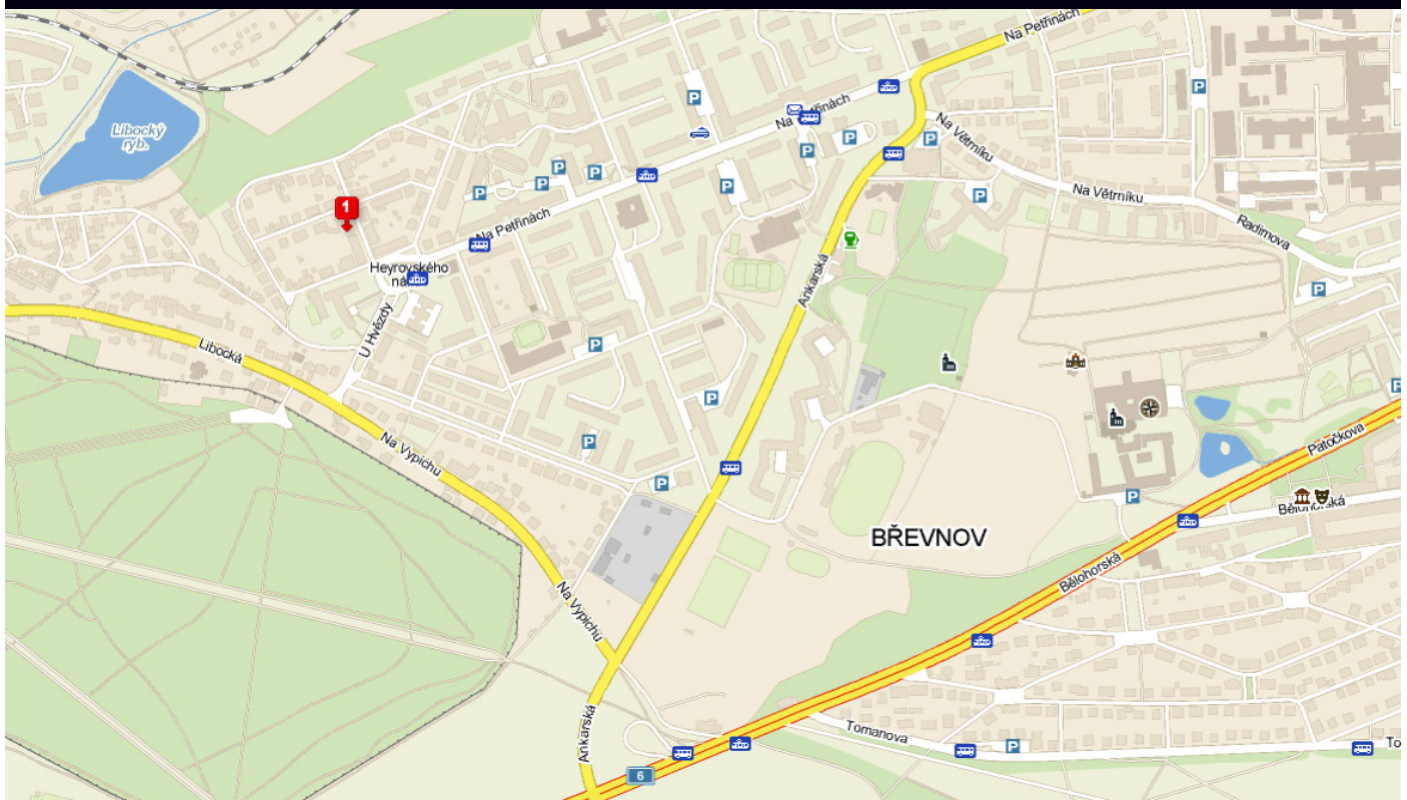 Na Petřinách
Libocký
ryb.
P
Na Petřinách
P
P
P
Na Větrníku
P
P
P
P
P
P
P
Na Větrníku
1
Radimova
Na Petřinách
Heyrovského
Ankarská
P
U Hvězdy
Libocká
P
P
P
Na Vypichu
P
Patočkova
P
P
Bělohorská
BŘEVNOV
Bělohorská
Na Vypichu
Ankarská
Tomanova
P
6